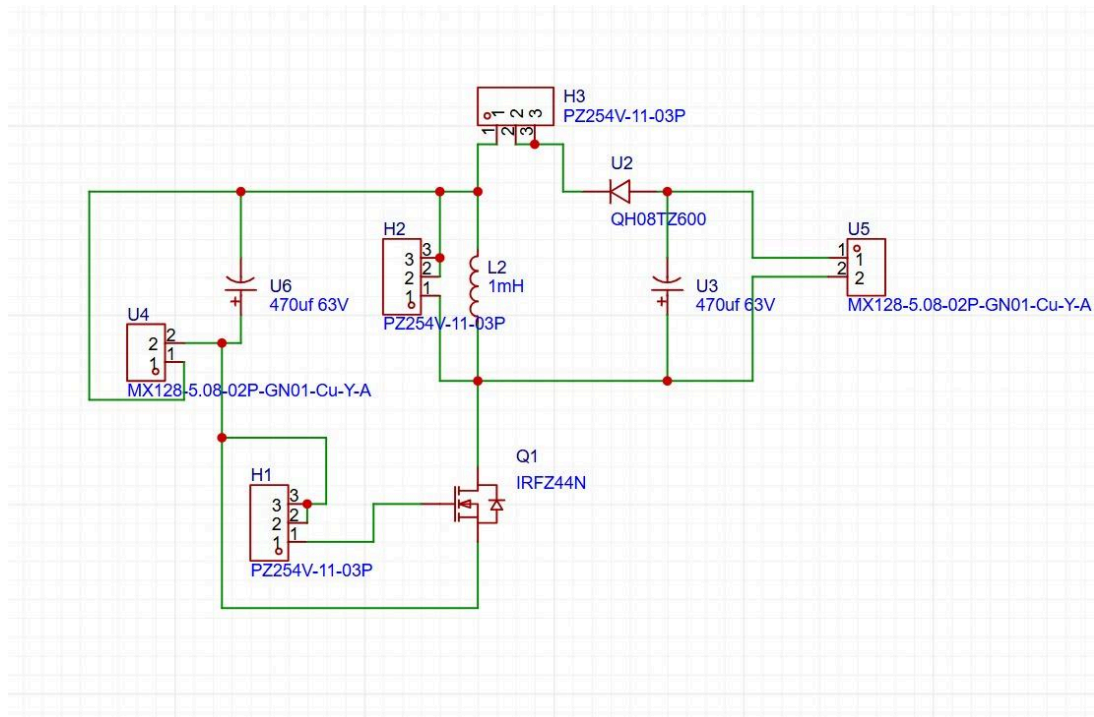 H3
PZ254V-11-03P
1 2 3
1 2 3
U2
QH08TZ600
H2
3 3
2 2
1 1
PZ254V-11-03P
L2
1mH
U6
+ 470uf 63V
U3
+ 470uf 63V
U5
1 1
2 2
MX128-5.08-02P-GN01-Cu-Y-A
U4
2 2
1 1
MX128-5.08-02P-GN01-Cu-Y-A
Q1
IRFZ44N
H1
3 3
2 2
1 1
PZ254V-11-03P